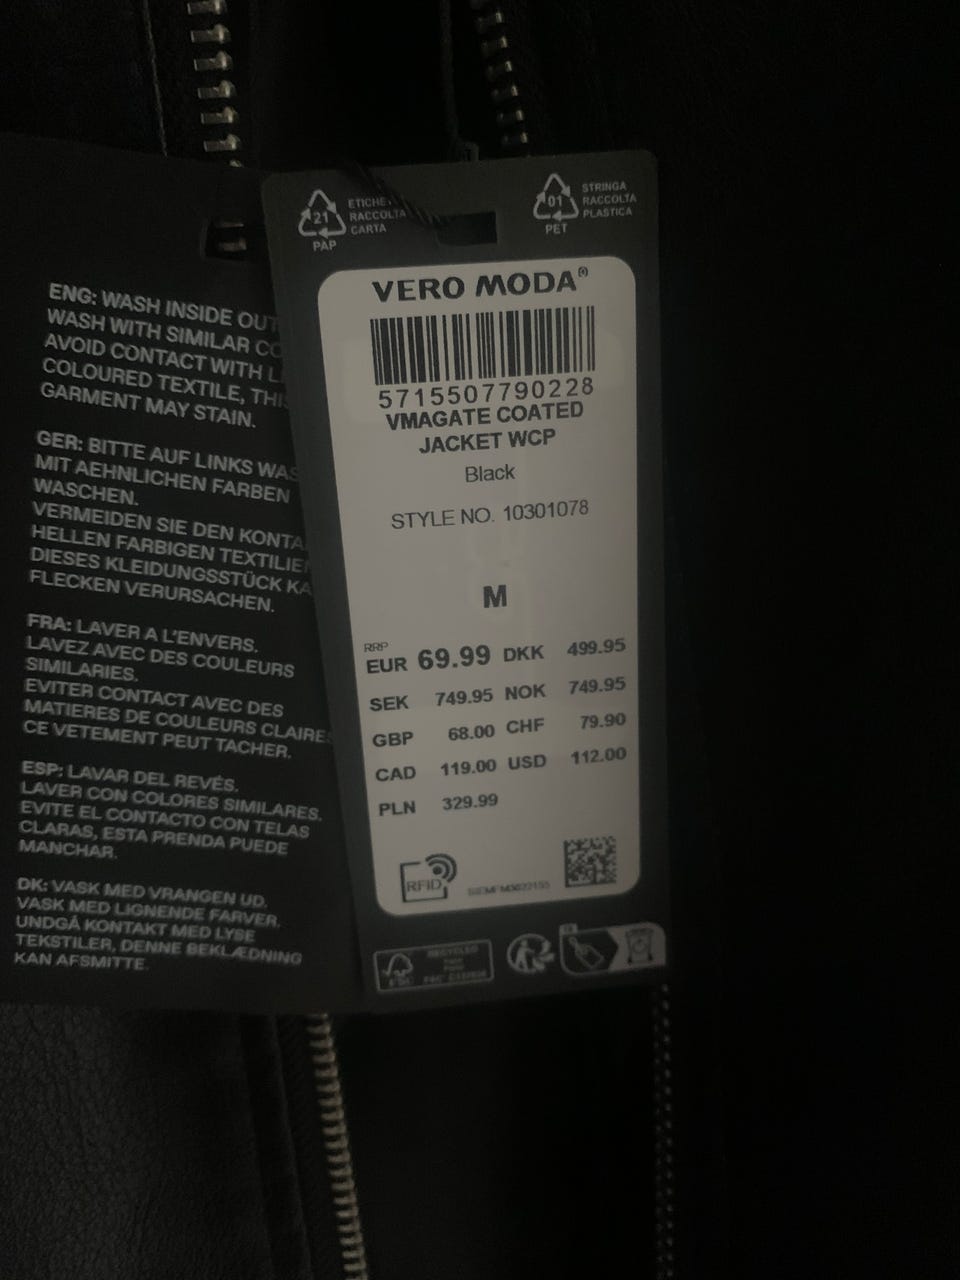 ENG: WASH INSIDE OUT
WASH WITH SIMILAR
AVOID CONTACT WITH
COLOURED TEXTILE, THIS
GARMENT MAY STAIN.
GER: BITTE AUF LINKS WAS
MIT AEHNLICHEN FARBEN
WASCHEN.
VERMEIDEN SIE DEN KONTA
HELLEN FARBIGEN TEXTILIEN
DIESES KLEIDUNGSSTÜCK KA
FLECKEN VERURSACHEN.
FRA: LAVER A L'ENVERS.
LAVEZ AVEC DES COULEURS
SIMILARIES.
EVITER CONTACT AVEC DES
MATIERES DE COULEURS CLAIRES
CE VETEMENT PEUT TACHER.
ESP: LAVAR DEL REVÉS.
LAVER CON COLORES SIMILARES.
EVITE EL CONTACTO CON TELAS
CLARAS, ESTA PRENDA PUEDE
MANCHAR.
DK: VASK MED VRANGEN UD.
VASK MED LIGNENDE FARVER.
UNDGÅ KONTAKT MED LYSE
TEKSTILER, DENNE BEKLÆDNING
KAN AFSMITTE.
21
PAP
RACCOLTA
CARTA
01
PET
STRINGA
RACCOLTA
PLASTICA
VERO MODA®
5715507790228
VMAGATE COATED
JACKET WCP
Black
STYLE NO. 10301078
M
RRP
EUR 69.99 DKK 499.95
SEK 749.95 NOK 749.95
GBP 68.00 CHF 79.90
CAD 119.00 USD 112.00
PLN 329.99
RFID
RECYCLED